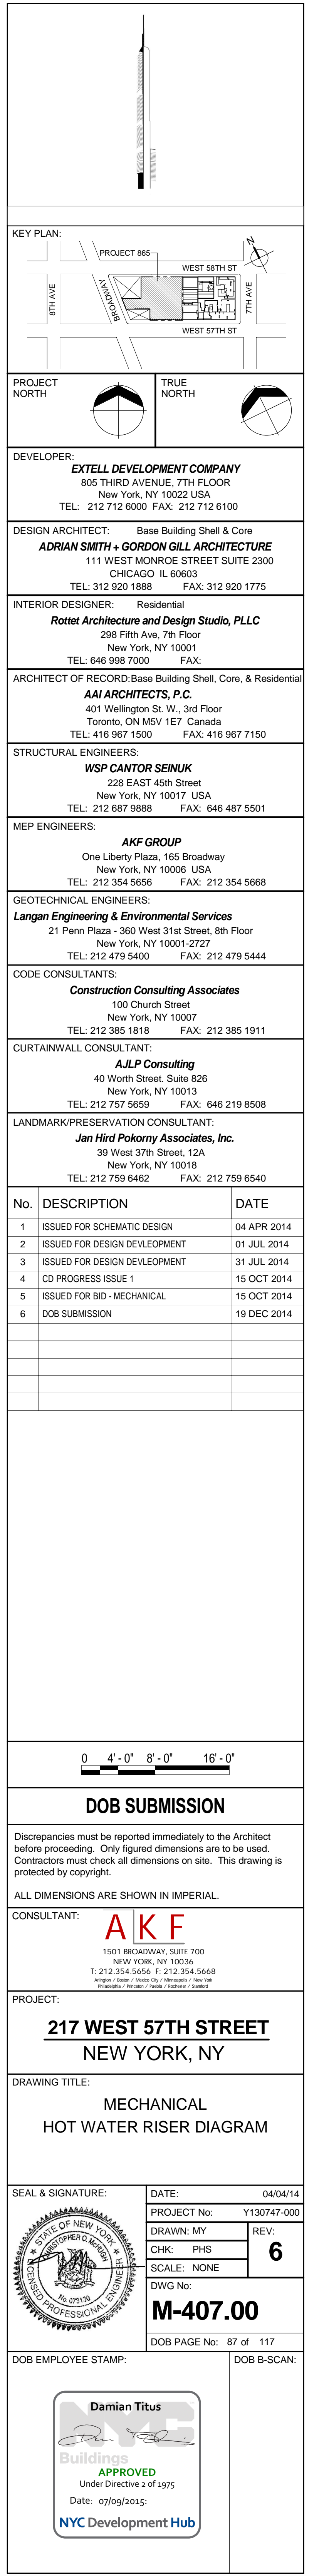 KEY PLAN:
N
PROJECT 865
WEST 58TH ST
8TH AVE
BROADWAY
7TH AVE
WEST 57TH ST
PROJECT
NORTH
TRUE
NORTH
DEVELOPER:
EXTELL DEVELOPMENT COMPANY
805 THIRD AVENUE, 7TH FLOOR
New York, NY 10022 USA
TEL: 212 712 6000 FAX: 212 712 6100
DESIGN ARCHITECT: Base Building Shell & Core
ADRIAN SMITH + GORDON GILL ARCHITECTURE
111 WEST MONROE STREET SUITE 2300
CHICAGO IL 60603
TEL: 312 920 1888 FAX: 312 920 1775
INTERIOR DESIGNER: Residential
Rottet Architecture and Design Studio, PLLC
298 Fifth Ave, 7th Floor
New York, NY 10001
TEL: 646 998 7000 FAX:
ARCHITECT OF RECORD:Base Building Shell, Core, & Residential
AAI ARCHITECTS, P.C.
401 Wellington St. W., 3rd Floor
Toronto, ON M5V 1E7 Canada
TEL: 416 967 1500 FAX: 416 967 7150
STRUCTURAL ENGINEERS:
WSP CANTOR SEINUK
228 EAST 45th Street
New York, NY 10017 USA
TEL: 212 687 9888 FAX: 646 487 5501
MEP ENGINEERS:
AKF GROUP
One Liberty Plaza, 165 Broadway
New York, NY 10006 USA
TEL: 212 354 5656 FAX: 212 354 5668
GEOTECHNICAL ENGINEERS:
Langan Engineering & Environmental Services
21 Penn Plaza - 360 West 31st Street, 8th Floor
New York, NY 10001-2727
TEL: 212 479 5400 FAX: 212 479 5444
CODE CONSULTANTS:
Construction Consulting Associates
100 Church Street
New York, NY 10007
TEL: 212 385 1818 FAX: 212 385 1911
CURTAINWALL CONSULTANT:
AJLP Consulting
40 Worth Street. Suite 826
New York, NY 10013
TEL: 212 757 5659 FAX: 646 219 8508
LANDMARK/PRESERVATION CONSULTANT:
Jan Hird Pokorny Associates, Inc.
39 West 37th Street, 12A
New York, NY 10018
TEL: 212 759 6462 FAX: 212 759 6540
No. DESCRIPTION DATE
1 ISSUED FOR SCHEMATIC DESIGN 04 APR 2014
2 ISSUED FOR DESIGN DEVLEOPMENT 01 JUL 2014
3 ISSUED FOR DESIGN DEVLEOPMENT 31 JUL 2014
4 CD PROGRESS ISSUE 1 15 OCT 2014
5 ISSUED FOR BID - MECHANICAL 15 OCT 2014
6 DOB SUBMISSION 19 DEC 2014
0 4' - 0" 8' - 0" 16' - 0"
DOB SUBMISSION
Discrepancies must be reported immediately to the Architect
before proceeding. Only figured dimensions are to be used.
Contractors must check all dimensions on site. This drawing is
protected by copyright.
ALL DIMENSIONS ARE SHOWN IN IMPERIAL.
CONSULTANT:
AKF
1501 BROADWAY, SUITE 700
NEW YORK, NY 10036
T: 212.354.5656 F: 212.354.5668
Arlington / Boston / Mexico City / Minneapolis / New York
Philadelphia / Princeton / Puebla / Rochester / Stamford
PROJECT:
217 WEST 57TH STREET
NEW YORK, NY
DRAWING TITLE:
MECHANICAL
HOT WATER RISER DIAGRAM
SEAL & SIGNATURE:
STATE OF NEW YORK
CHRISTOPHER O. McHUGH
No. 073130
LICENSED PROFESSIONAL ENGINEER
DATE: 04/04/14
PROJECT No: Y130747-000
DRAWN: MY
CHK: PHS
SCALE: NONE
REV:
6
DWG No:
M-407.00
DOB PAGE No: 87 of 117
DOB EMPLOYEE STAMP:
DOB B-SCAN:
Damian Titus
NYC
Buildings
APPROVED
Under Directive 2 of 1975
Date: 07/09/2015:
NYC Development Hub